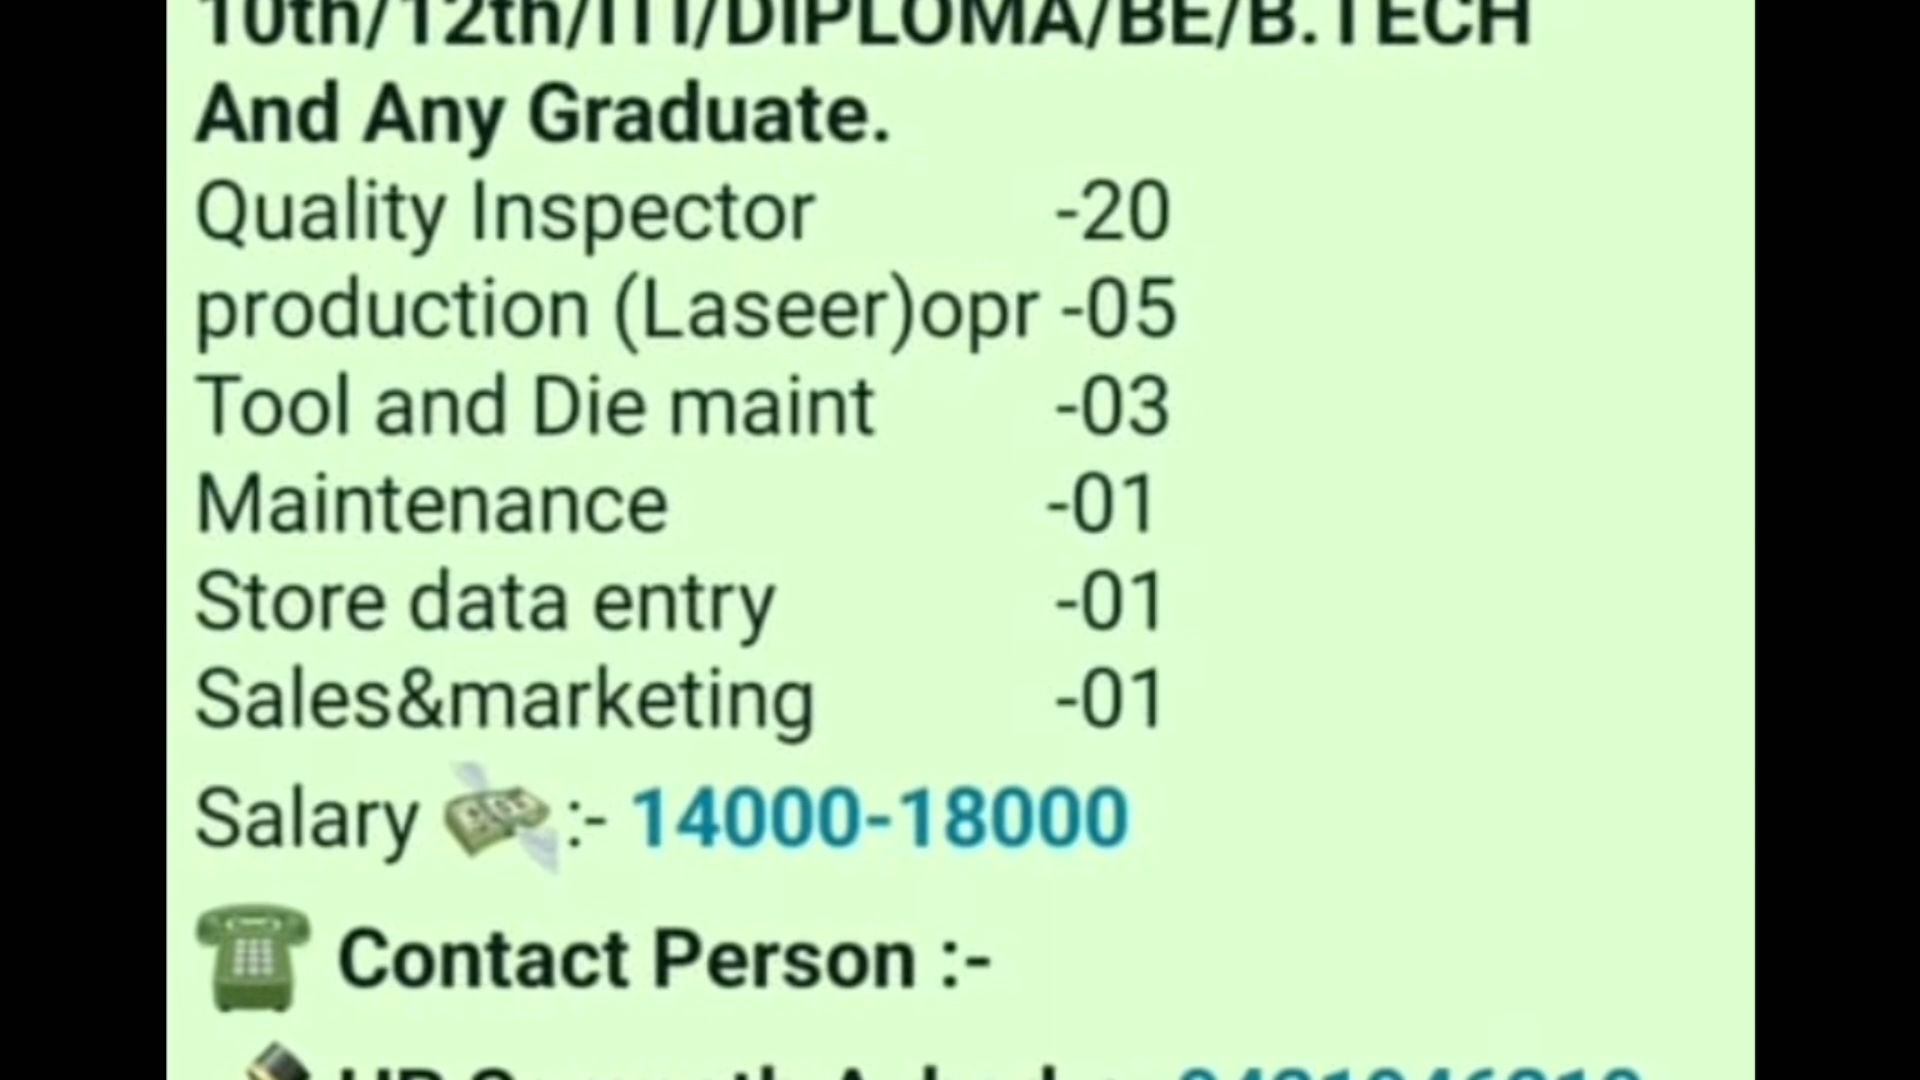 10th/12th/ITI/DIPLOMA/BE/B.TECH
And Any Graduate.
Quality Inspector -20
production (Laseer)opr -05
Tool and Die maint -03
Maintenance -01
Store data entry -01
Sales&marketing -01
Salary 💸:- 14000-18000
☎ Contact Person :-
HR